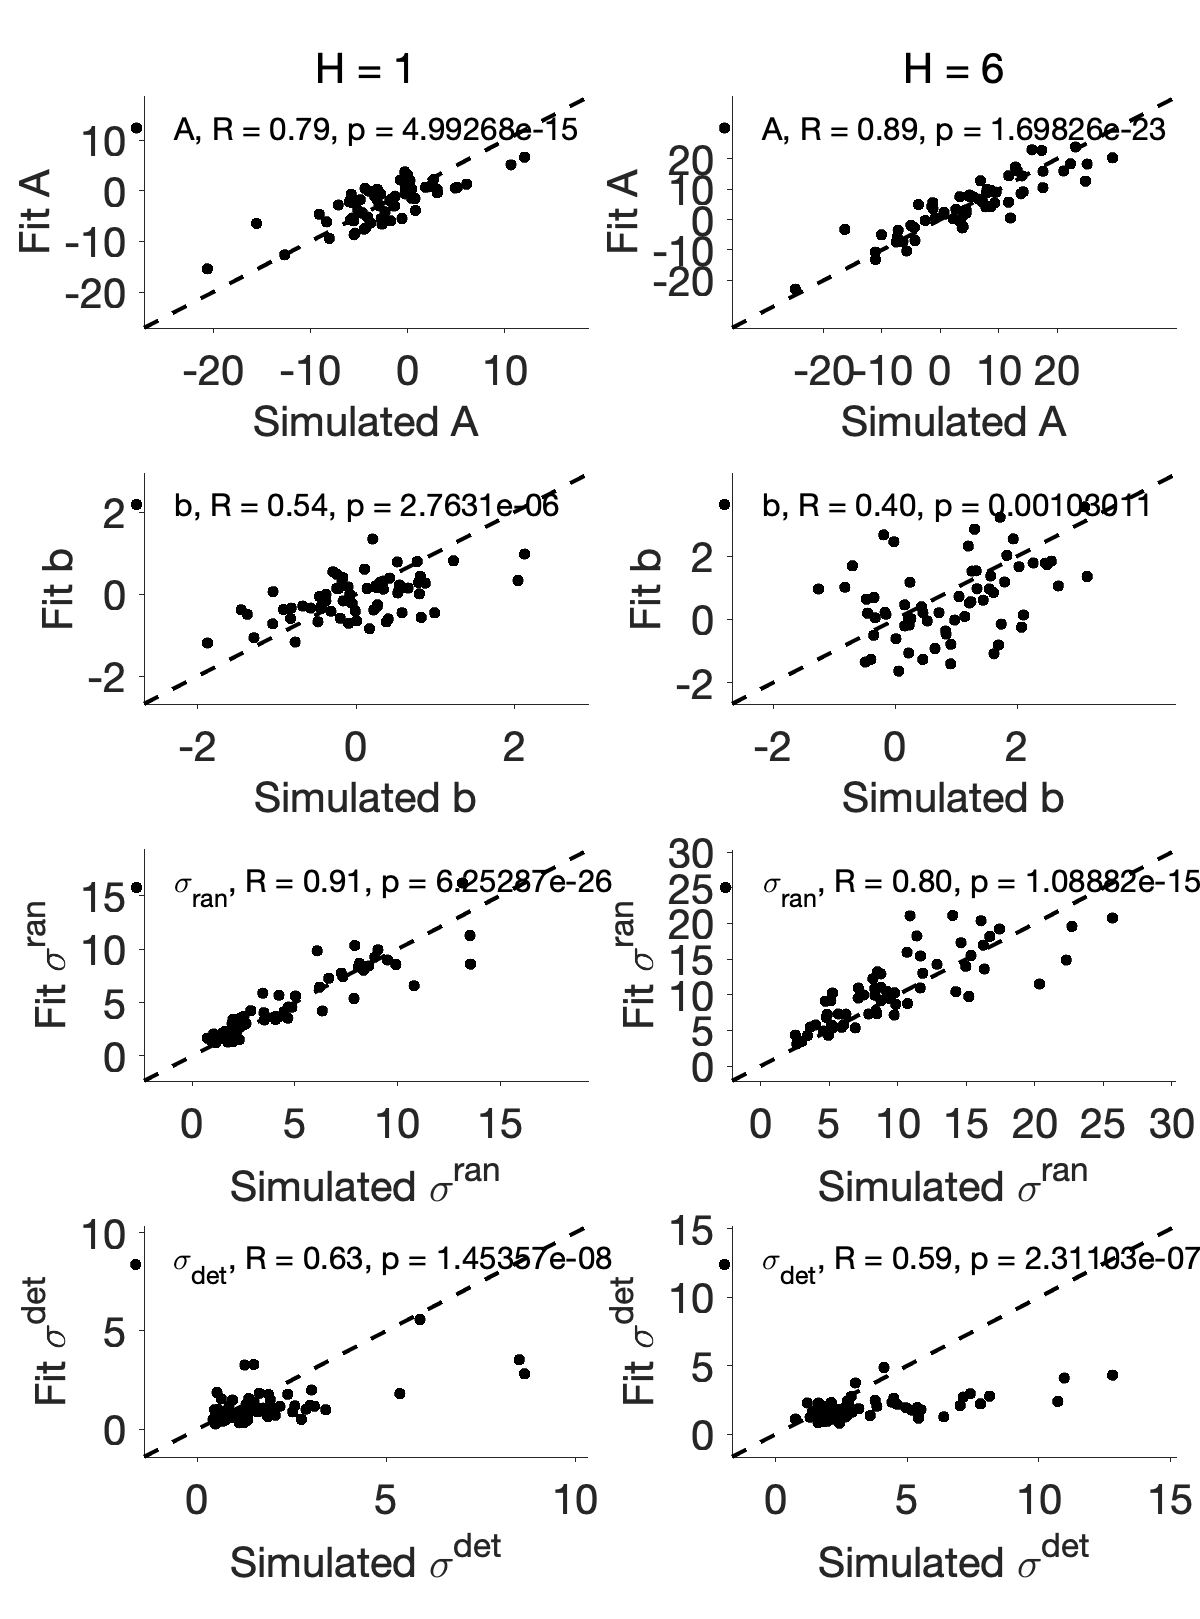 H = 1
H = 6
A, R = 0.79, p = 4.99268e-15
10
0
-10
-20
Fit A
-20 -10 0 10
Simulated A
A, R = 0.89, p = 1.69826e-23
20
10
0
-10
-20
Fit A
-20 -10 0 10 20
Simulated A
b, R = 0.54, p = 2.7631e-06
2
0
-2
Fit b
-2 0 2
Simulated b
b, R = 0.40, p = 0.00103011
2
0
-2
Fit b
-2 0 2
Simulated b
σran, R = 0.91, p = 6.25287e-26
15
10
5
0
Fit σran
0 5 10 15
Simulated σran
σran, R = 0.80, p = 1.08882e-15
30
25
20
15
10
5
0
Fit σran
0 5 10 15 20 25 30
Simulated σran
σdet, R = 0.63, p = 1.45357e-08
10
5
0
Fit σdet
0 5 10
Simulated σdet
σdet, R = 0.59, p = 2.31103e-07
15
10
5
0
Fit σdet
0 5 10 15
Simulated σdet